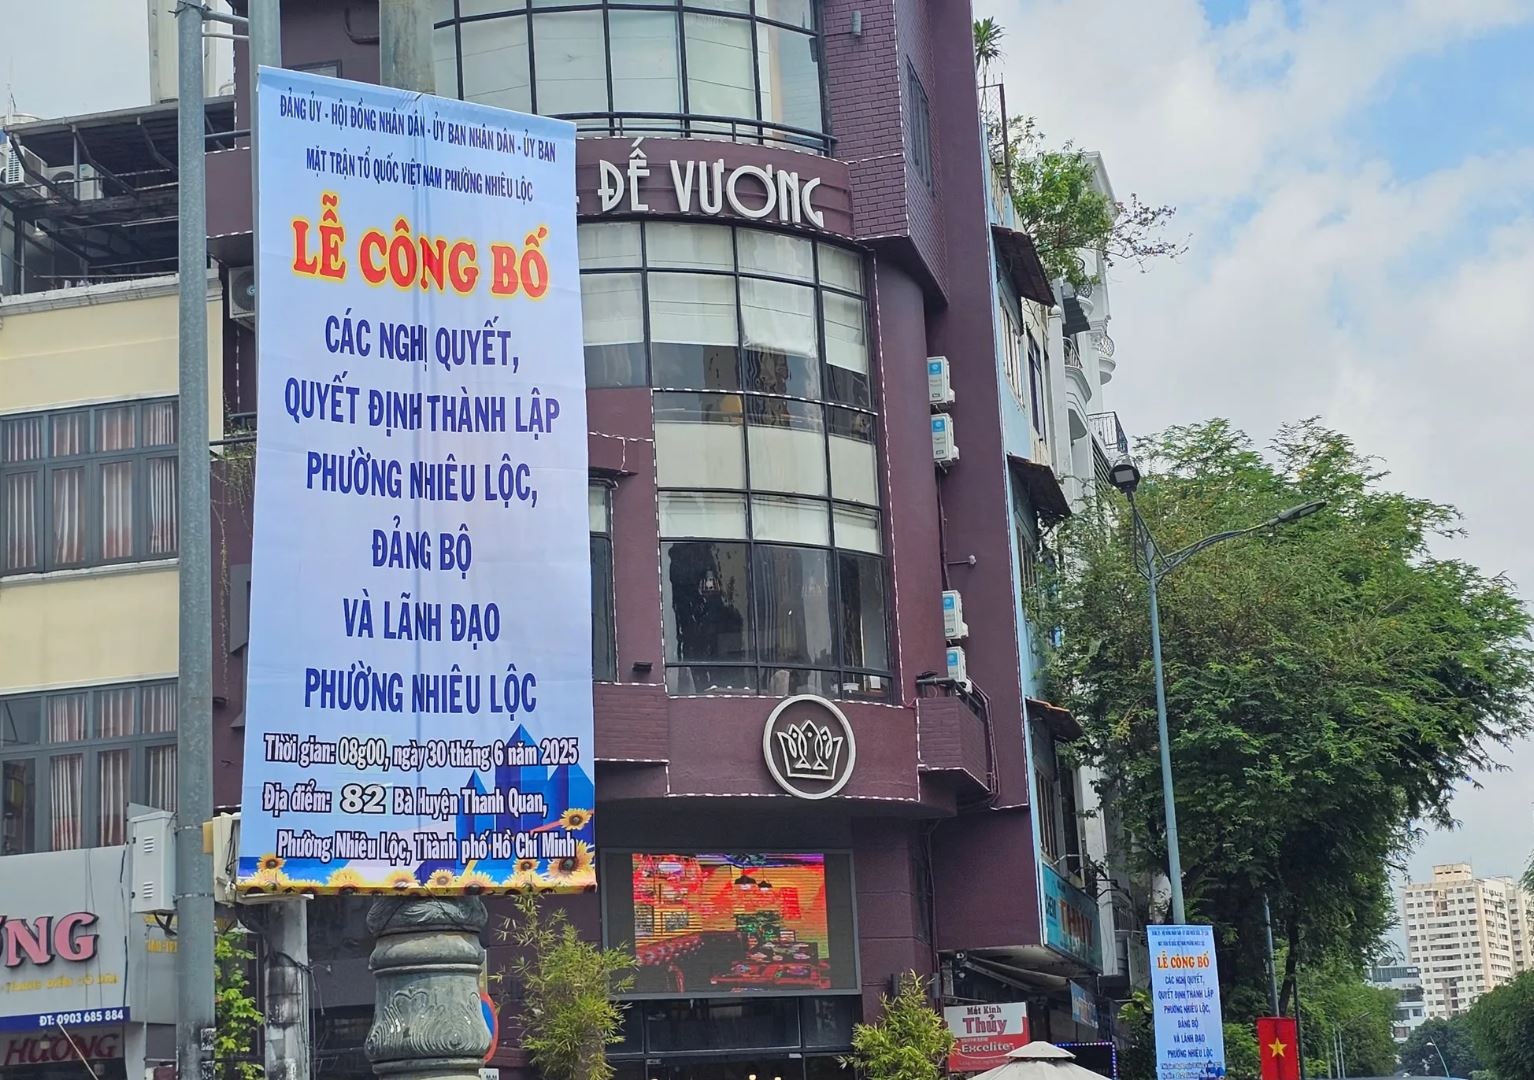 ĐẢNG ỦY - HỘI ĐỒNG NHÂN DÂN - ỦY BAN NHÂN DÂN - ỦY BAN
MẶT TRẬN TỔ QUỐC VIỆT NAM PHƯỜNG NHIÊU LỘC
LỄ CÔNG BỐ
CÁC NGHỊ QUYẾT,
QUYẾT ĐỊNH THÀNH LẬP
PHƯỜNG NHIÊU LỘC,
ĐẢNG BỘ
VÀ LÃNH ĐẠO
PHƯỜNG NHIÊU LỘC
Thời gian: 08g00, ngày 30 tháng 6 năm 2025
Địa điểm: 82 Bà Huyện Thanh Quan,
Phường Nhiêu Lộc, Thành phố Hồ Chí Minh
ĐẾ VƯƠNG
NG
ĐT: 0903 685 884
HƯƠNG
Mắt Kính
Thủy
Excelite
LỄ CÔNG BỐ
CÁC NGHỊ QUYẾT,
QUYẾT ĐỊNH THÀNH LẬP
PHƯỜNG NHIÊU LỘC,
ĐẢNG BỘ
VÀ LÃNH ĐẠO
PHƯỜNG NHIÊU LỘC